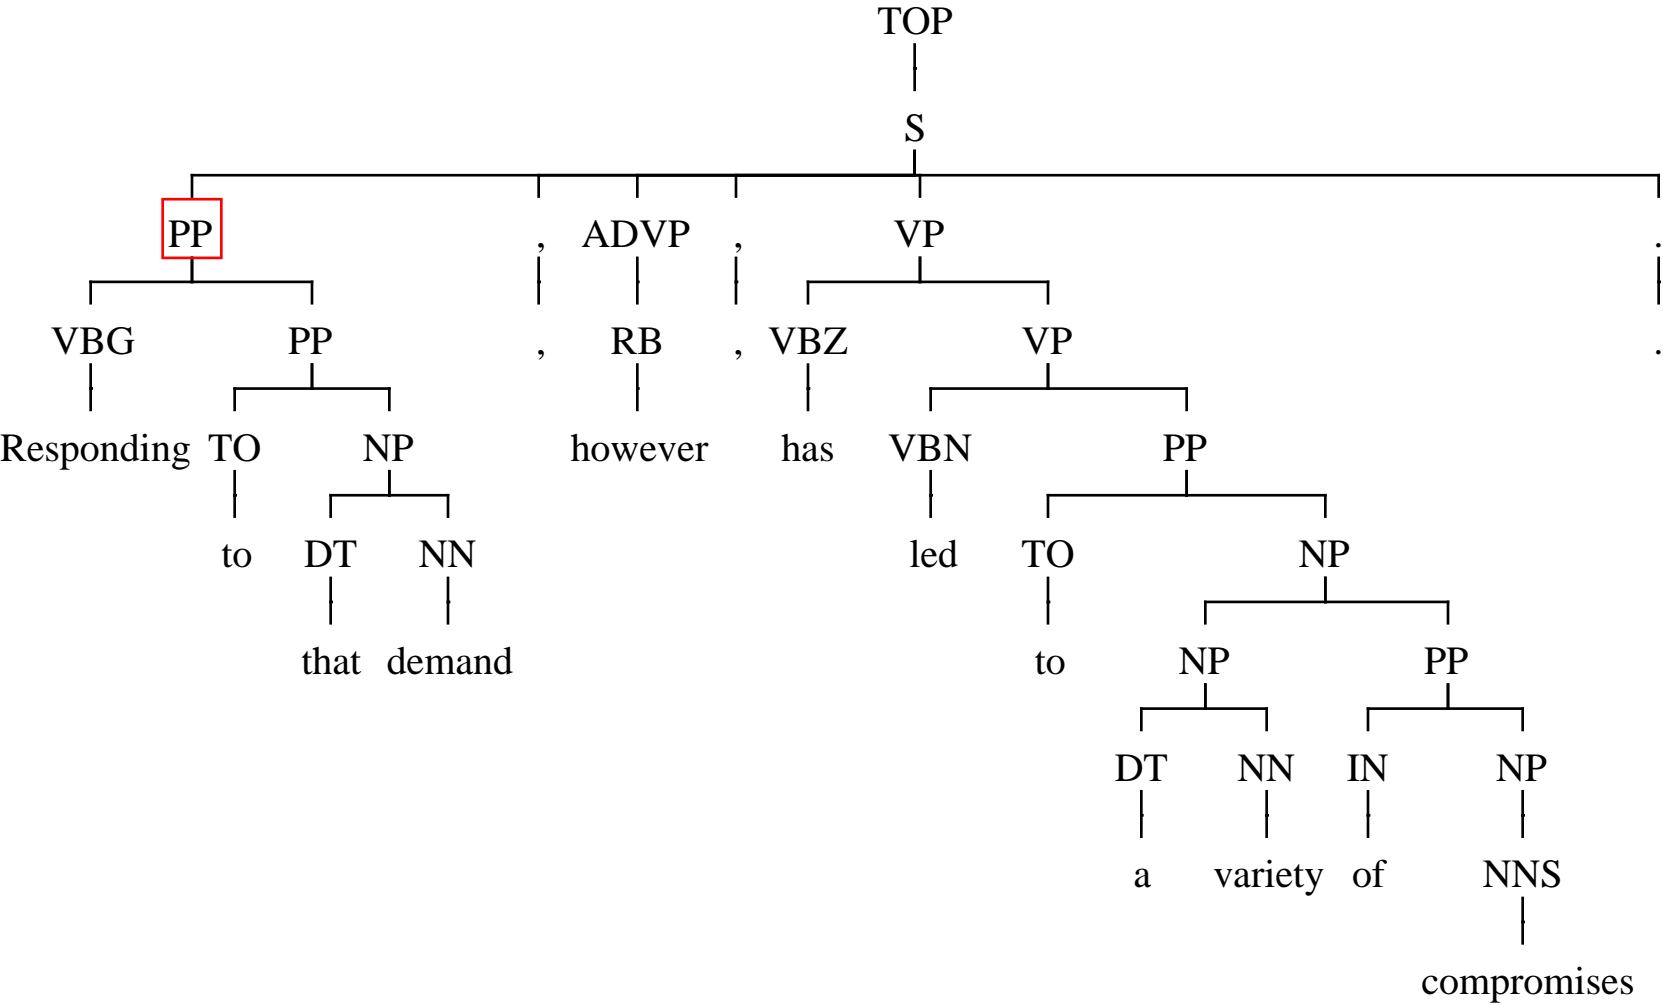 TOP
S
PP , ADVP , VP .
VBG PP , RB , VBZ VP .
Responding TO NP however has VBN PP
to DT NN led TO NP
that demand to NP PP
DT NN IN NP
a variety of NNS
compromises